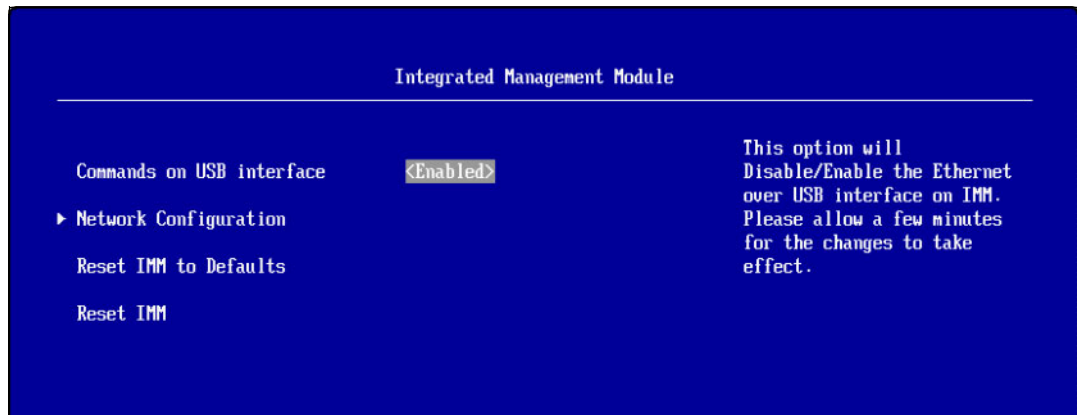 Integrated Management Module
Commands on USB interface <Enabled>
Network Configuration
Reset IMM to Defaults
Reset IMM
This option will
Disable/Enable the Ethernet
over USB interface on IMM.
Please allow a few minutes
for the changes to take
effect.